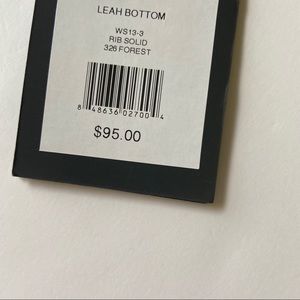 LEAH BOTTOM
WS13-3
RIB SOLID
326 FOREST
8 48636 02700 4
$95.00